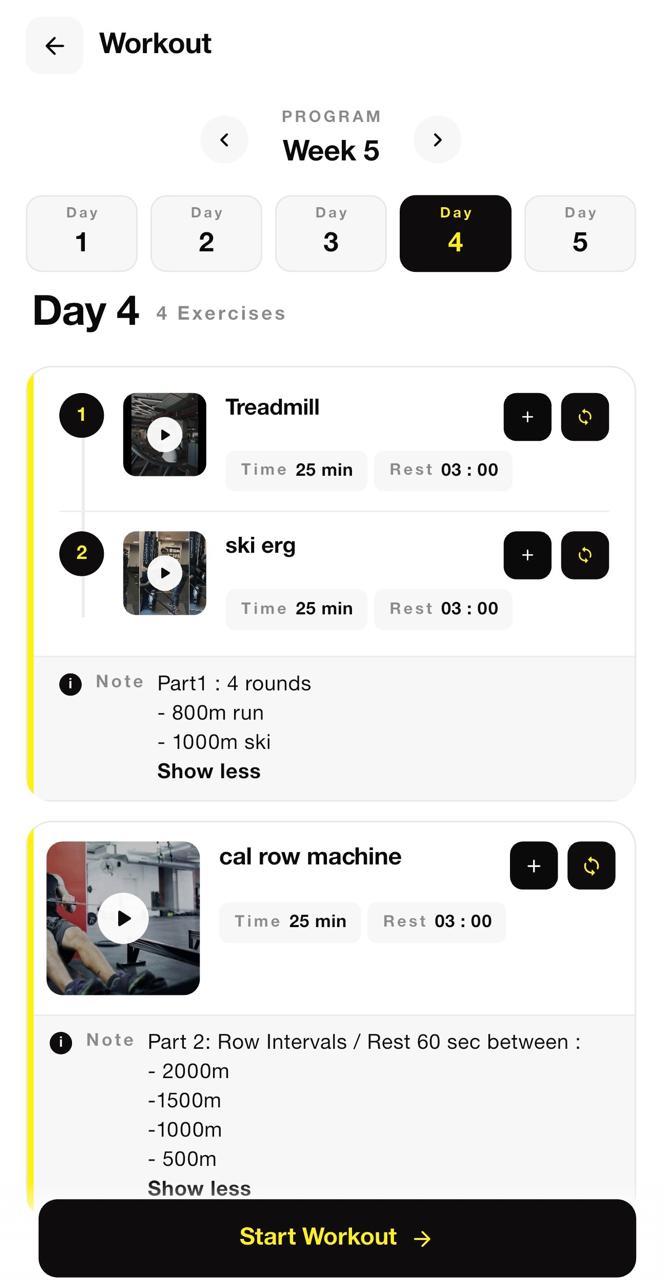 Workout
PROGRAM
Week 5
Day Day Day Day Day
1 2 3 4 5
Day 4 4 Exercises
1 Treadmill +
Time 25 min Rest 03 : 00
2 ski erg +
Time 25 min Rest 03 : 00
i Note Part1 : 4 rounds
- 800m run
- 1000m ski
Show less
cal row machine +
Time 25 min Rest 03 : 00
i Note Part 2: Row Intervals / Rest 60 sec between :
- 2000m
-1500m
-1000m
- 500m
Show less
Start Workout →